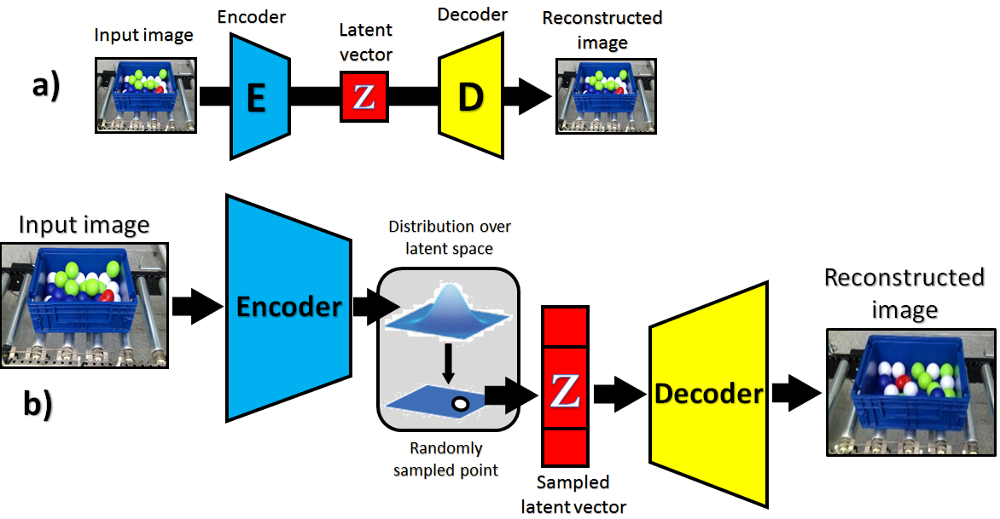 Encoder
Latent
vector
Decoder
Reconstructed
image
Input image
a)
E
Z
D
Input image
Distribution over
latent space
Encoder
Reconstructed
image
Z
Decoder
b)
Randomly
sampled point
Sampled
latent vector